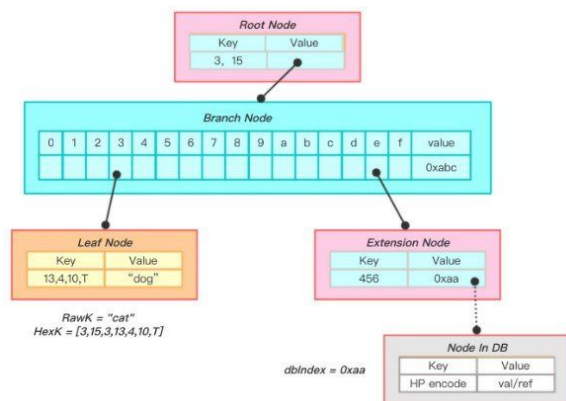 Root Node
Key Value
3, 15
Branch Node
0 1 2 3 4 5 6 7 8 9 a b c d e f value
0xabc
Leaf Node
Key Value
13,4,10,T “dog”
RawK = "cat"
HexK = [3,15,3,13,4,10,T]
Extension Node
Key Value
456 0xaa
dbIndex = 0xaa
Node In DB
Key Value
HP encode val/ref